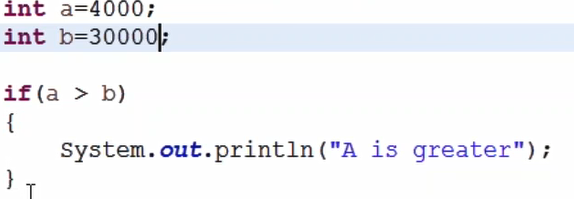 int a=4000;
int b=30000;
if(a > b)
{
System.out.println("A is greater");
}